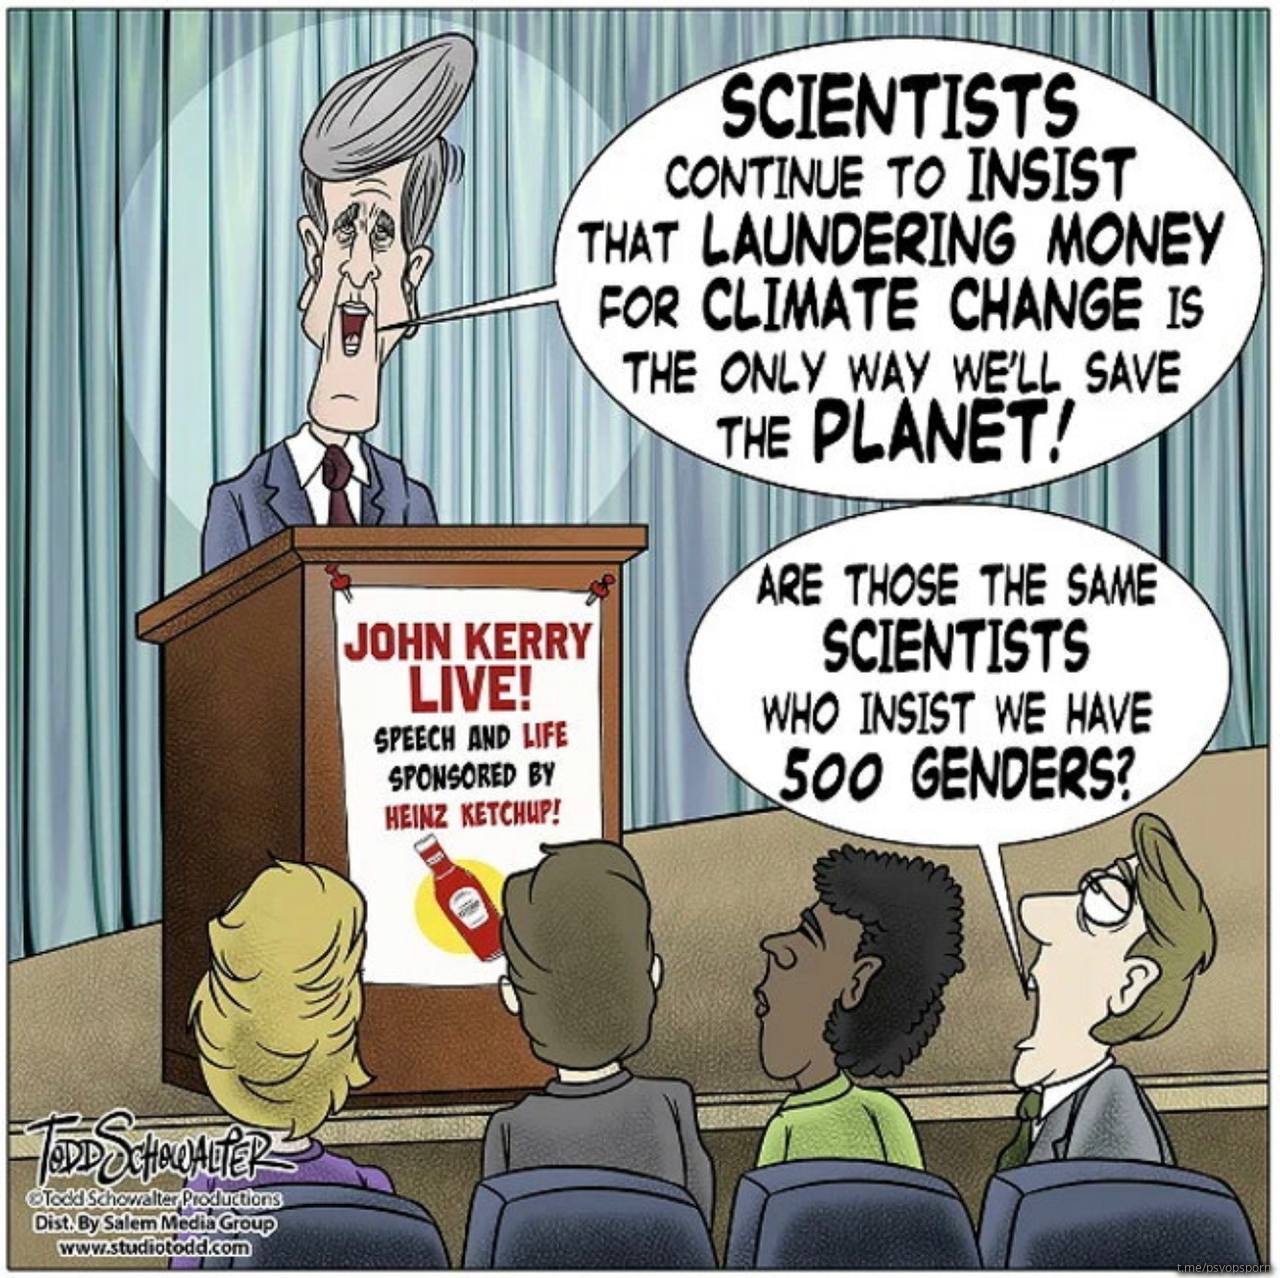 SCIENTISTS
CONTINUE TO INSIST
THAT LAUNDERING MONEY
FOR CLIMATE CHANGE IS
THE ONLY WAY WE'LL SAVE
THE PLANET!
ARE THOSE THE SAME
SCIENTISTS
WHO INSIST WE HAVE
500 GENDERS?
JOHN KERRY
LIVE!
SPEECH AND LIFE
SPONSORED BY
HEINZ KETCHUP!
TODD SCHOWALTER
©Todd Schowalter Productions
Dist. By Salem Media Group
www.studiotodd.com
t.me/psyopsporn